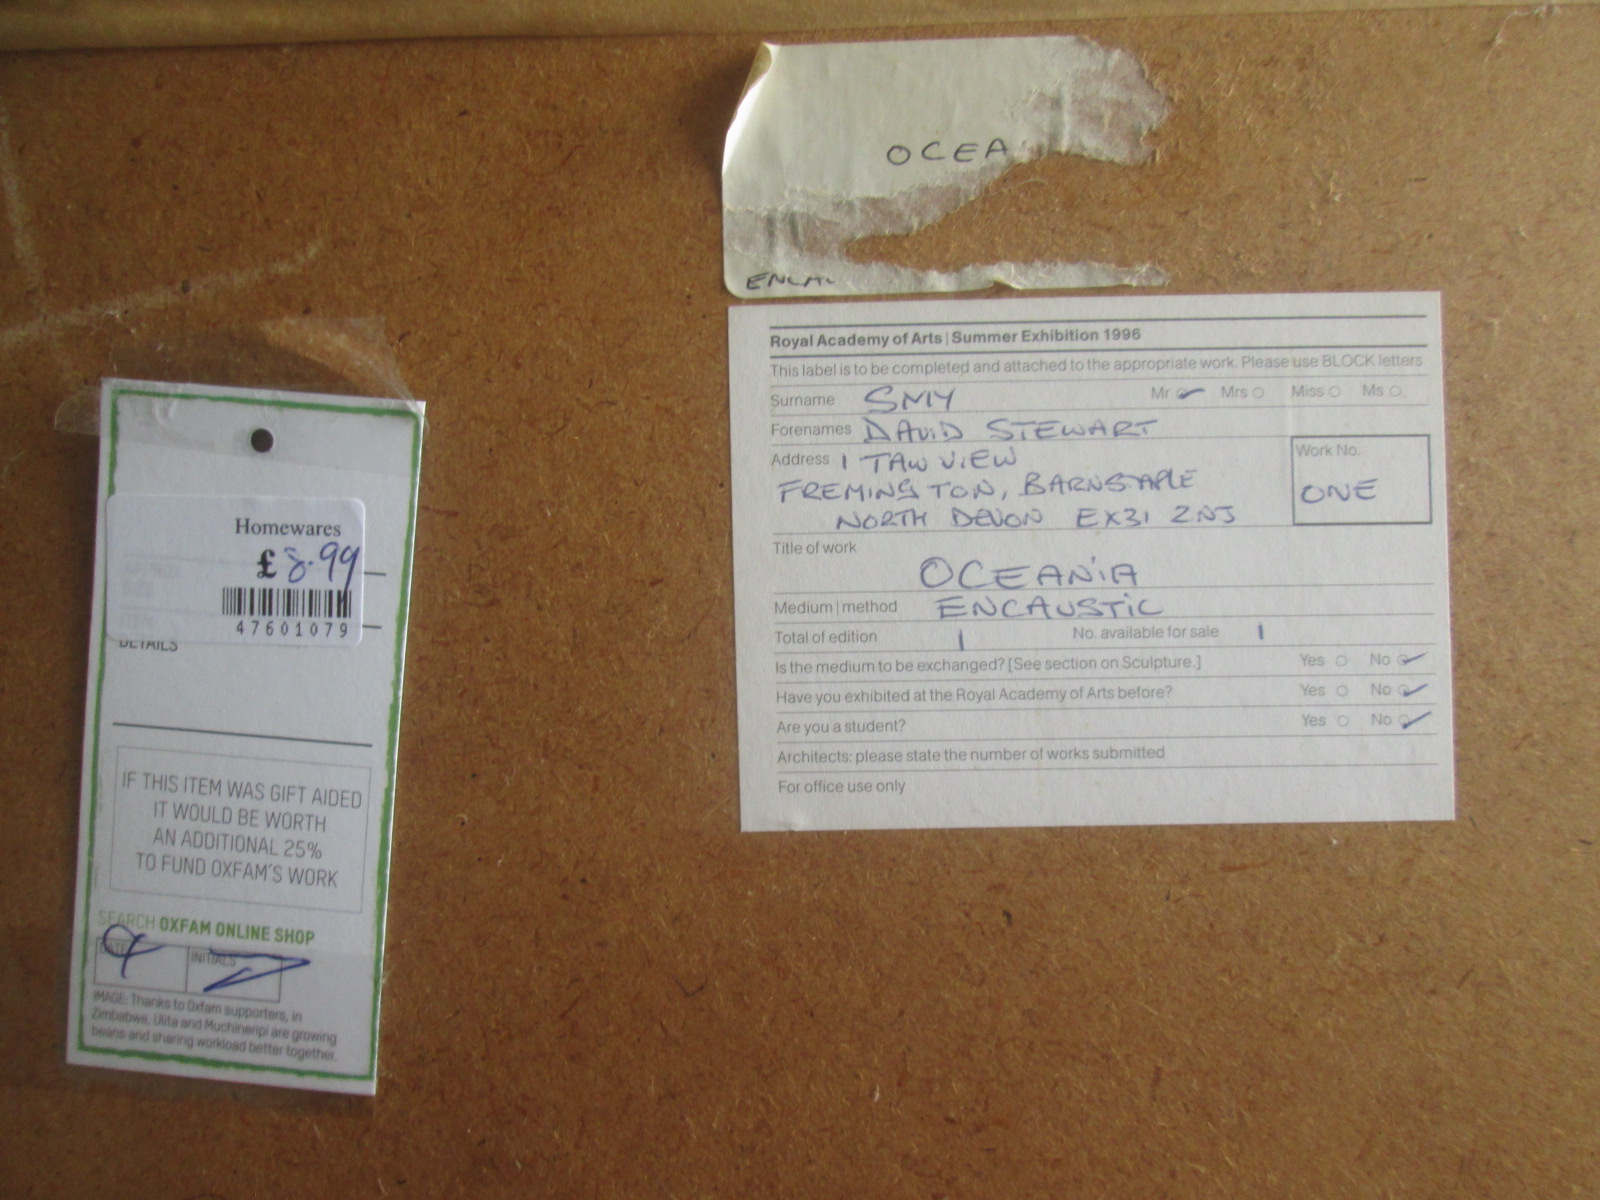 OCEA
ENCAU
Royal Academy of Arts | Summer Exhibition 1996
This label is to be completed and attached to the appropriate work. Please use BLOCK letters
Surname SMIY Mr Mrs Miss Ms
Forenames DAViD STEWART
Address 1 TAW ViEW
FREMINGTON, BARNSTAPLE
NORTH DEVON EX31 2NJ
Work No.
ONE
Title of work
OCEANiA
Medium | method ENCAUSTiC
Total of edition 1 No. available for sale 1
Is the medium to be exchanged? [See section on Sculpture.] Yes No
Have you exhibited at the Royal Academy of Arts before? Yes No
Are you a student? Yes No
Architects: please state the number of works submitted
For office use only
Homewares
£8.99
47601079
DETAILS
IF THIS ITEM WAS GIFT AIDED
IT WOULD BE WORTH
AN ADDITIONAL 25%
TO FUND OXFAM'S WORK
SEARCH OXFAM ONLINE SHOP
DATE INITIALS
IMAGE: Thanks to Oxfam supporters, in
Zimbabwe, Ulita and Muchineripi are growing
beans and sharing workload better together.